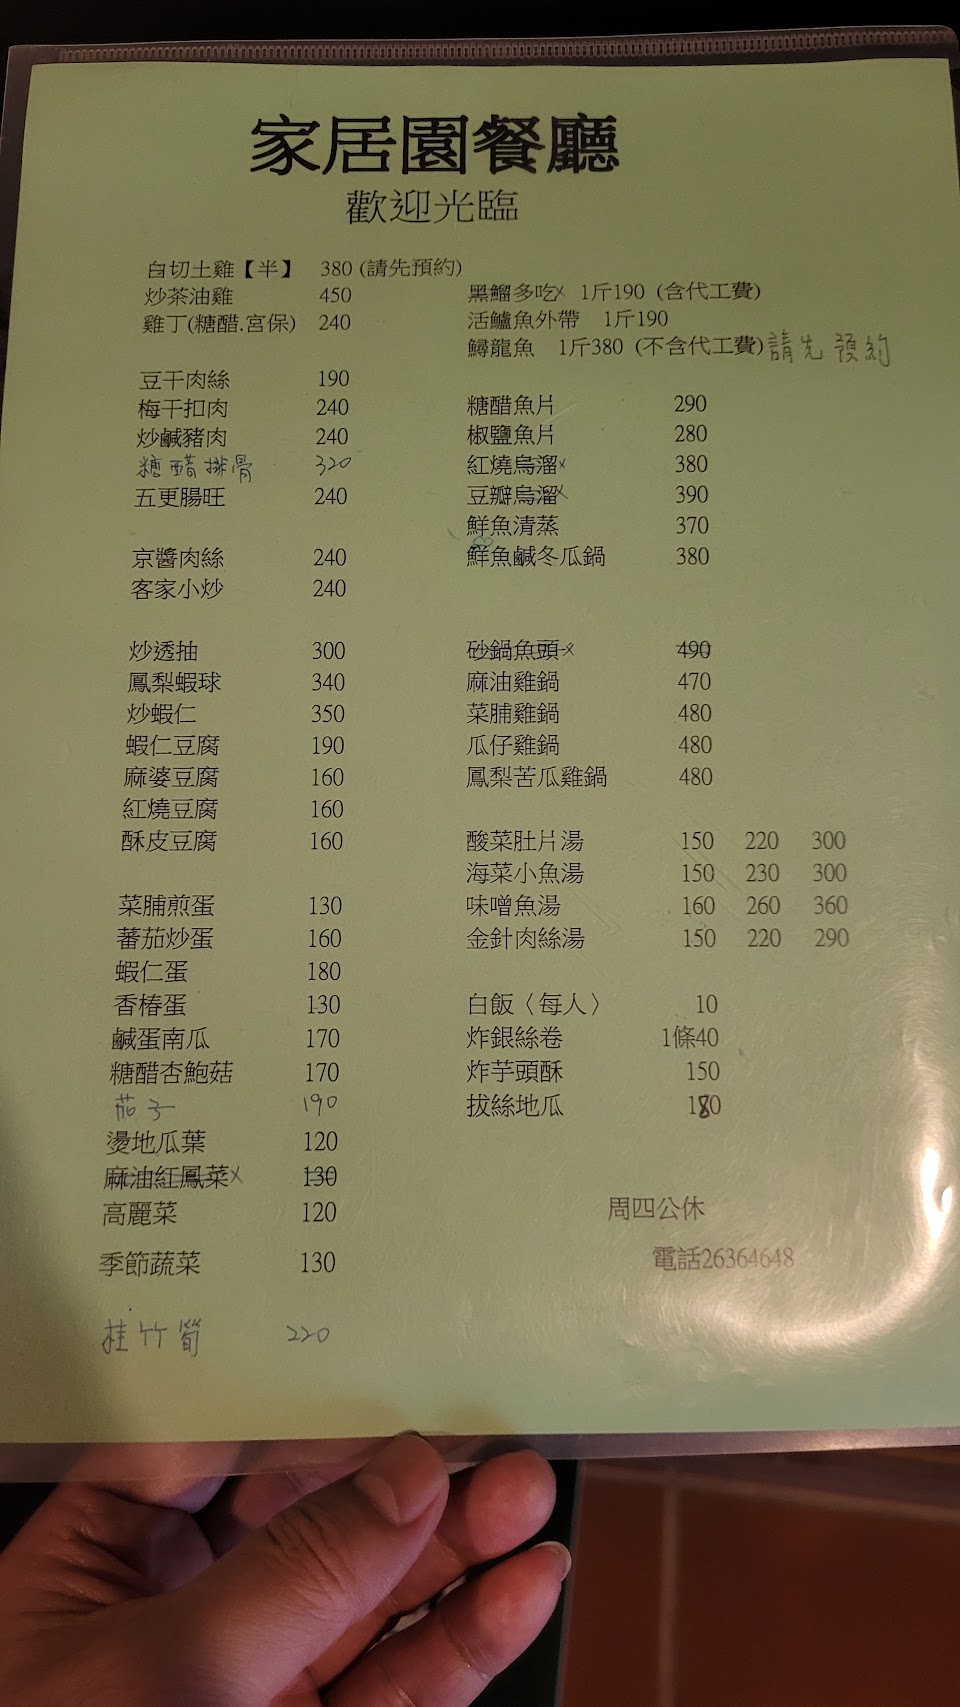 家居園餐廳
歡迎光臨
白切土雞【半】 380 (請先預約)
炒茶油雞 450
雞丁(糖醋.宮保) 240
豆干肉絲 190
梅干扣肉 240
炒鹹豬肉 240
糖醋排骨 320
五更腸旺 240
京醬肉絲 240
客家小炒 240
炒透抽 300
鳳梨蝦球 340
炒蝦仁 350
蝦仁豆腐 190
麻婆豆腐 160
紅燒豆腐 160
酥皮豆腐 160
菜脯煎蛋 130
蕃茄炒蛋 160
蝦仁蛋 180
香椿蛋 130
鹹蛋南瓜 170
糖醋杏鮑菇 170
茄子 190
燙地瓜葉 120
麻油紅鳳菜x 130
高麗菜 120
季節蔬菜 130
桂竹筍 220
黑鰡多吃x 1斤190 (含代工費)
活鱸魚外帶 1斤190
鱘龍魚 1斤380 (不含代工費)請先預約
糖醋魚片 290
椒鹽魚片 280
紅燒烏溜x 380
豆瓣烏溜x 390
鮮魚清蒸 370
鮮魚鹹冬瓜鍋 380
砂鍋魚頭x 490
麻油雞鍋 470
菜脯雞鍋 480
瓜仔雞鍋 480
鳳梨苦瓜雞鍋 480
酸菜肚片湯 150 220 300
海菜小魚湯 150 230 300
味噌魚湯 160 260 360
金針肉絲湯 150 220 290
白飯〈每人〉 10
炸銀絲卷 1條40
炸芋頭酥 150
拔絲地瓜 180
周四公休
電話26364648